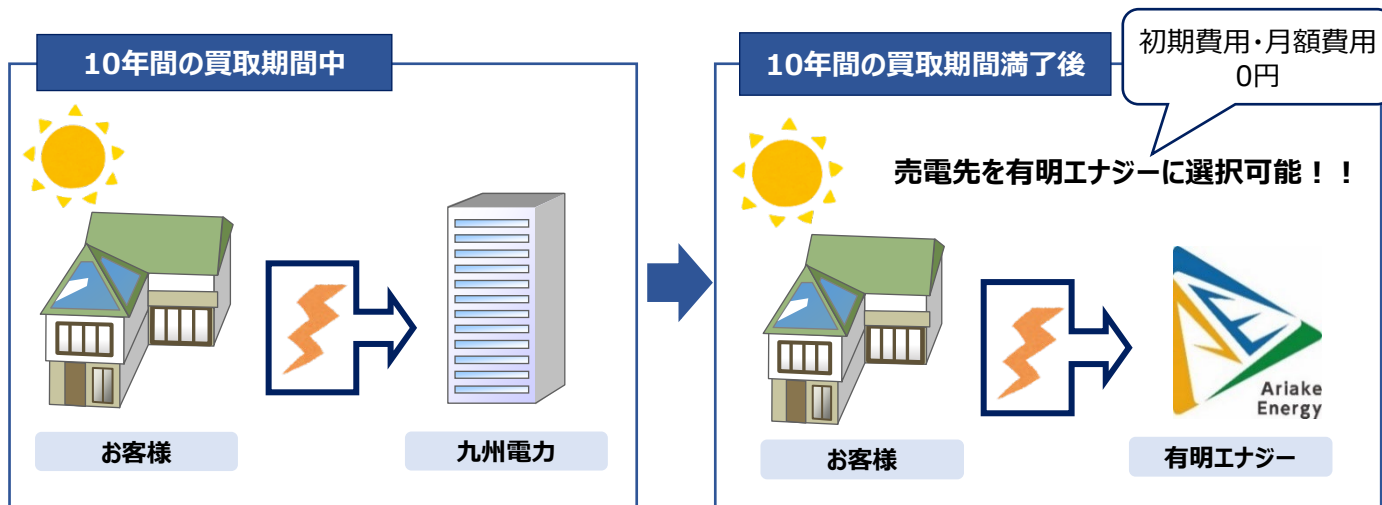 10年間の買取期間中
お客様
九州電力
10年間の買取期間満了後
初期費用・月額費用
0円
売電先を有明エナジーに選択可能！！
Ariake
Energy
お客様
有明エナジー